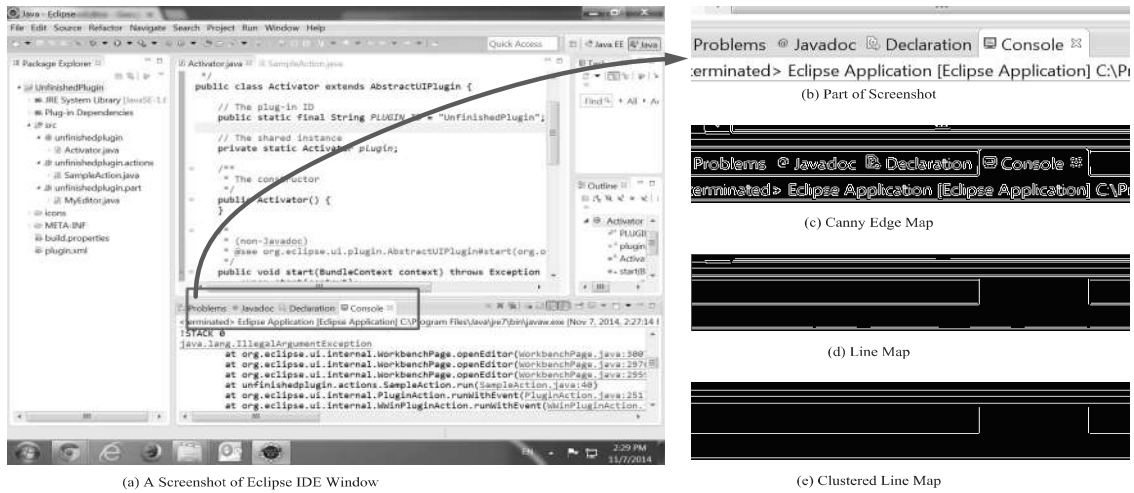 Java - Eclipse
File Edit Source Refactor Navigate Search Project Run Window Help
Quick Access
Java EE
Java
Package Explorer
UnfinishedPlugin
JRE System Library [JavaSE-1.
Plug-in Dependencies
src
unfinishedplugin
Activator.java
unfinishedplugin.actions
SampleAction.java
unfinishedplugin.part
MyEditor.java
icons
META-INF
build.properties
plugin.xml
Activator.java
SampleAction.java
*/
public class Activator extends AbstractUIPlugin {
// The plug-in ID
public static final String PLUGIN_ID = "UnfinishedPlugin";
// The shared instance
private static Activator plugin;
/**
* The constructor
*/
public Activator() {
}
*
* (non-Javadoc)
* @see org.eclipse.ui.plugin.AbstractUIPlugin#start(org.o
*/
public void start(BundleContext context) throws Exception
Find
All
Outline
Activator
PLUGI
plugin
Activa
start(B
Problems Javadoc Declaration Console
<terminated> Eclipse Application [Eclipse Application] C:\Program Files\Java\jre7\bin\javaw.exe (Nov 7, 2014, 2:27:14
!STACK 0
java.lang.IllegalArgumentException
at org.eclipse.ui.internal.WorkbenchPage.openEditor(WorkbenchPage.java:300
at org.eclipse.ui.internal.WorkbenchPage.openEditor(WorkbenchPage.java:297
at org.eclipse.ui.internal.WorkbenchPage.openEditor(WorkbenchPage.java:295
at unfinishedplugin.actions.SampleAction.run(SampleAction.java:40)
at org.eclipse.ui.internal.PluginAction.runWithEvent(PluginAction.java:251
at org.eclipse.ui.internal.WWinPluginAction.runWithEvent(WWinPluginAction.
EN
2:29 PM
11/7/2014
(a) A Screenshot of Eclipse IDE Window
Problems @ Javadoc Declaration Console
terminated> Eclipse Application [Eclipse Application] C:\Pr
(b) Part of Screenshot
Problems @ Javadoc Declaration Console
terminated> Eclipse Application [Eclipse Application] C:\Pr
(c) Canny Edge Map
(d) Line Map
(e) Clustered Line Map